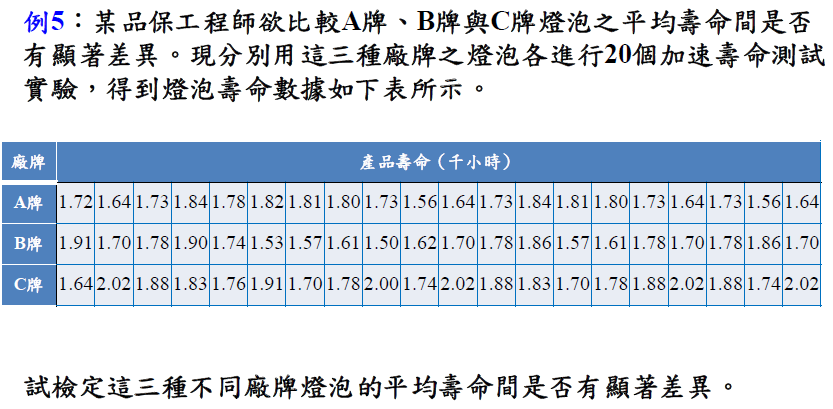 例5：某品保工程師欲比較A牌、B牌與C牌燈泡之平均壽命間是否
有顯著差異。現分別用這三種廠牌之燈泡各進行20個加速壽命測試
實驗，得到燈泡壽命數據如下表所示。
廠牌 產品壽命（千小時）
A牌 1.72 1.64 1.73 1.84 1.78 1.82 1.81 1.80 1.73 1.56 1.64 1.73 1.84 1.81 1.80 1.73 1.64 1.73 1.56 1.64
B牌 1.91 1.70 1.78 1.90 1.74 1.53 1.57 1.61 1.50 1.62 1.70 1.78 1.86 1.57 1.61 1.78 1.70 1.78 1.86 1.70
C牌 1.64 2.02 1.88 1.83 1.76 1.91 1.70 1.78 2.00 1.74 2.02 1.88 1.83 1.70 1.78 1.88 2.02 1.88 1.74 2.02
試檢定這三種不同廠牌燈泡的平均壽命間是否有顯著差異。